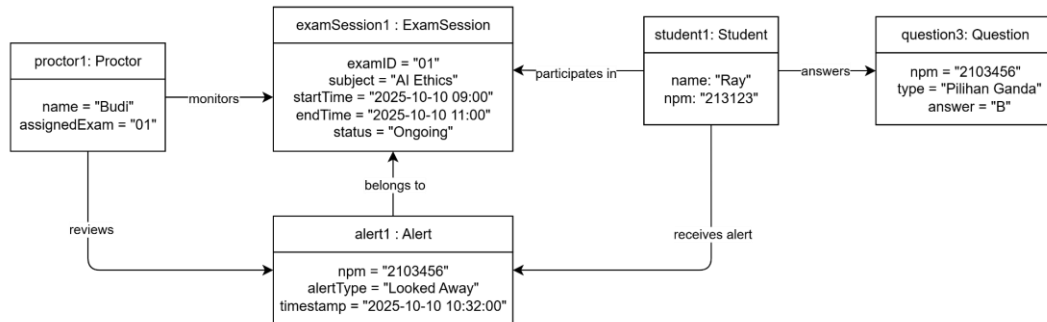 proctor1: Proctor
name = "Budi"
assignedExam = "01"
monitors
examSession1 : ExamSession
examID = "01"
subject = "AI Ethics"
startTime = "2025-10-10 09:00"
endTime = "2025-10-10 11:00"
status = "Ongoing"
participates in
student1: Student
name: "Ray"
npm: "213123"
answers
question3: Question
npm = "2103456"
type = "Pilihan Ganda"
answer = "B"
belongs to
reviews
receives alert
alert1 : Alert
npm = "2103456"
alertType = "Looked Away"
timestamp = "2025-10-10 10:32:00"